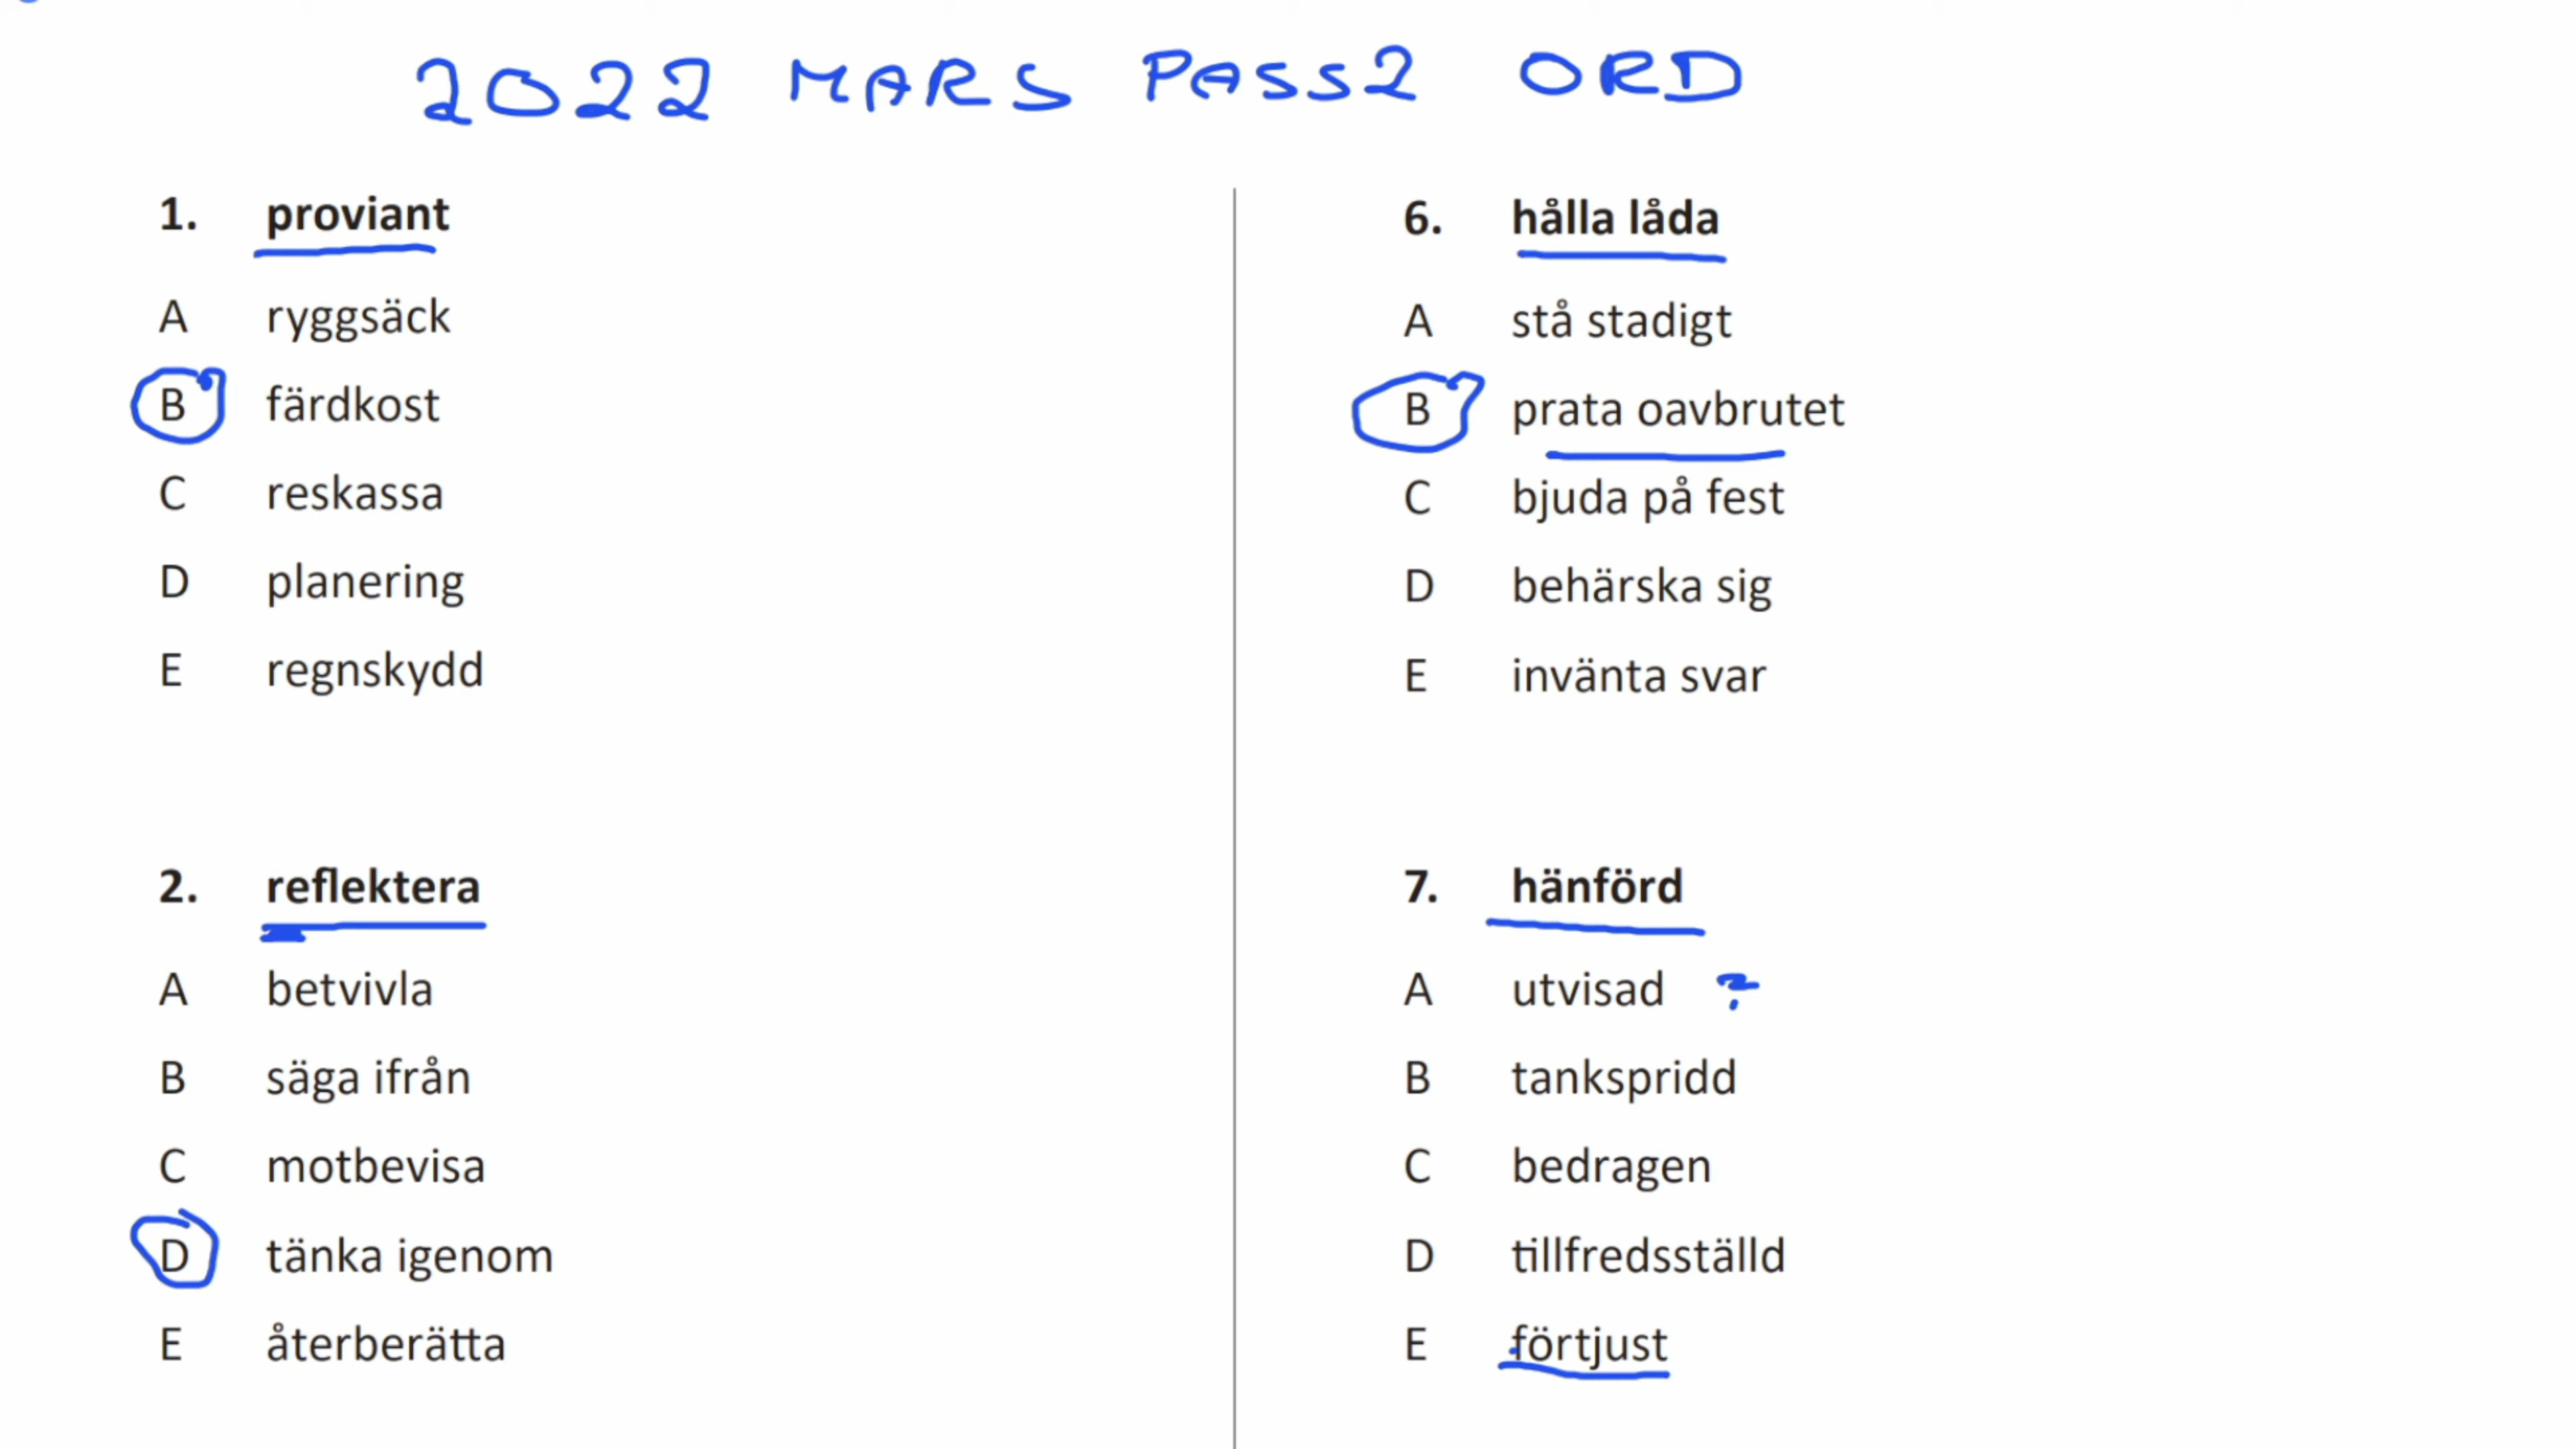 2022 MARS PASS2 ORD
1. proviant
A ryggsäck
B färdkost
C reskassa
D planering
E regnskydd
2. reflektera
A betvivla
B säga ifrån
C motbevisa
D tänka igenom
E återberätta
6. hålla låda
A stå stadigt
B prata oavbrutet
C bjuda på fest
D behärska sig
E invänta svar
7. hänförd
A utvisad ?
B tankspridd
C bedragen
D tillfredsställd
E förtjust